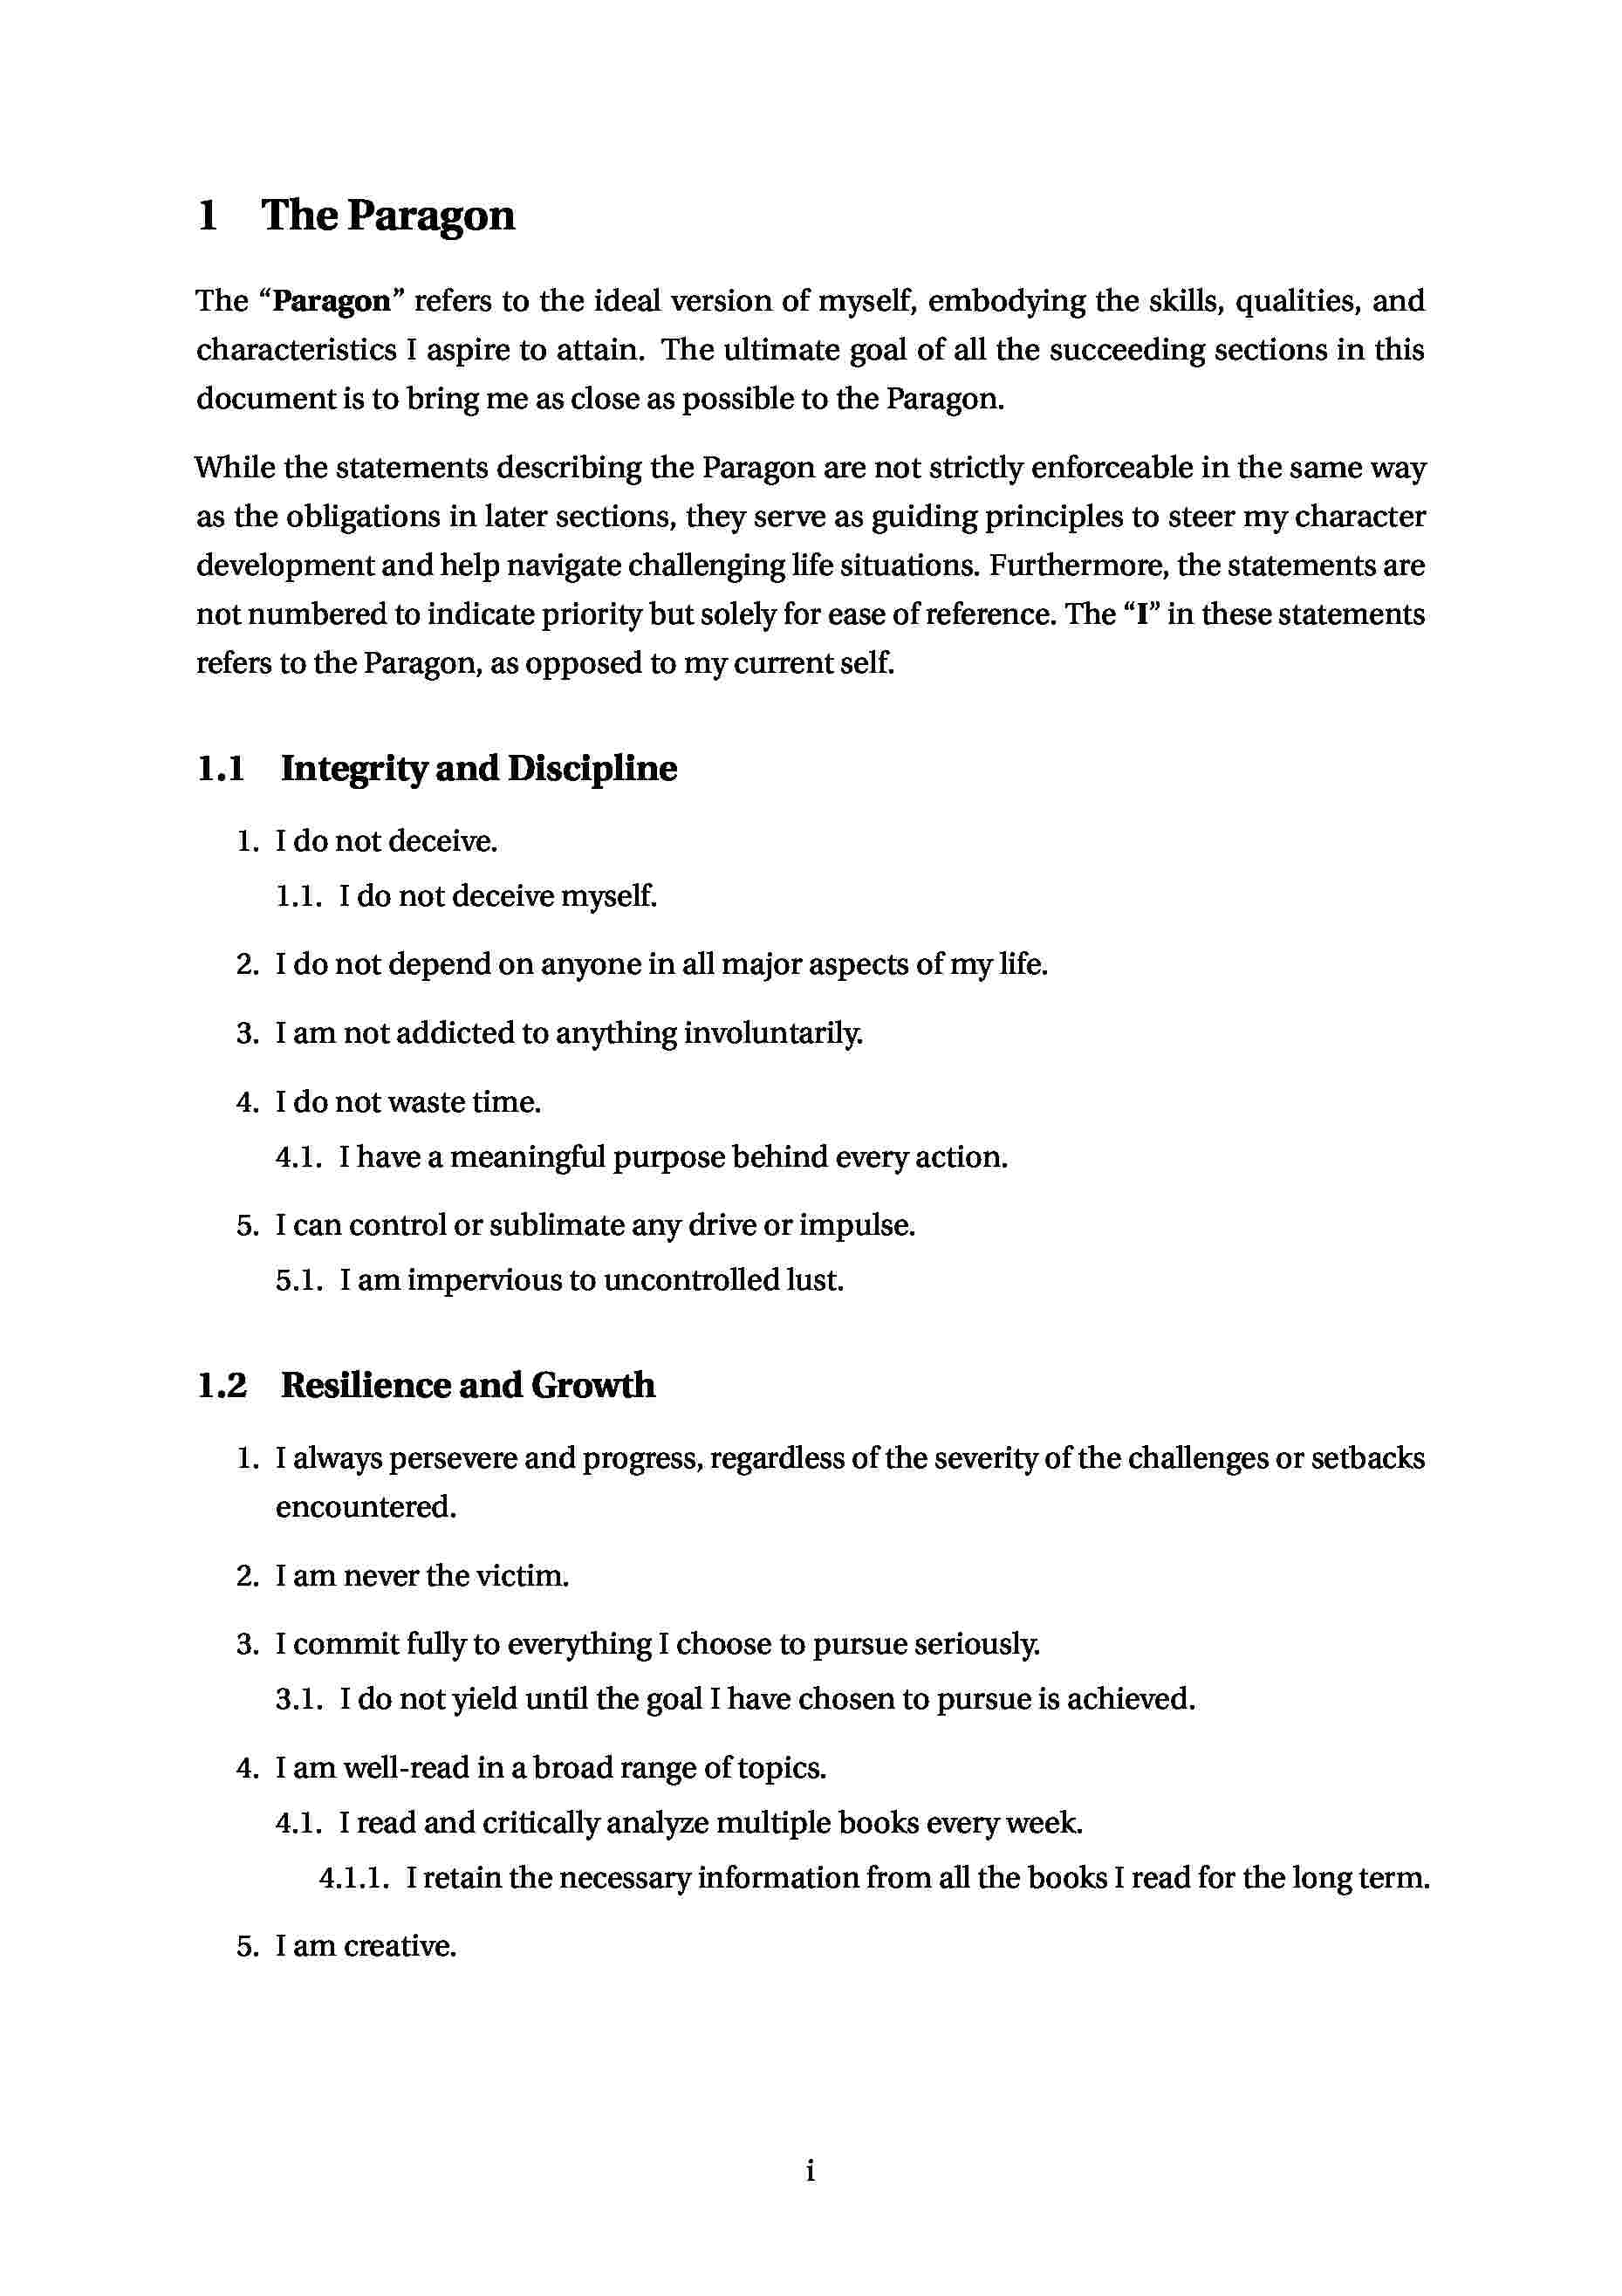 1 The Paragon
The “Paragon” refers to the ideal version of myself, embodying the skills, qualities, and
characteristics I aspire to attain. The ultimate goal of all the succeeding sections in this
document is to bring me as close as possible to the Paragon.
While the statements describing the Paragon are not strictly enforceable in the same way
as the obligations in later sections, they serve as guiding principles to steer my character
development and help navigate challenging life situations. Furthermore, the statements are
not numbered to indicate priority but solely for ease of reference. The “I” in these statements
refers to the Paragon, as opposed to my current self.
1.1 Integrity and Discipline
1. I do not deceive.
1.1. I do not deceive myself.
2. I do not depend on anyone in all major aspects of my life.
3. I am not addicted to anything involuntarily.
4. I do not waste time.
4.1. I have a meaningful purpose behind every action.
5. I can control or sublimate any drive or impulse.
5.1. I am impervious to uncontrolled lust.
1.2 Resilience and Growth
1. I always persevere and progress, regardless of the severity of the challenges or setbacks
encountered.
2. I am never the victim.
3. I commit fully to everything I choose to pursue seriously.
3.1. I do not yield until the goal I have chosen to pursue is achieved.
4. I am well-read in a broad range of topics.
4.1. I read and critically analyze multiple books every week.
4.1.1. I retain the necessary information from all the books I read for the long term.
5. I am creative.
i